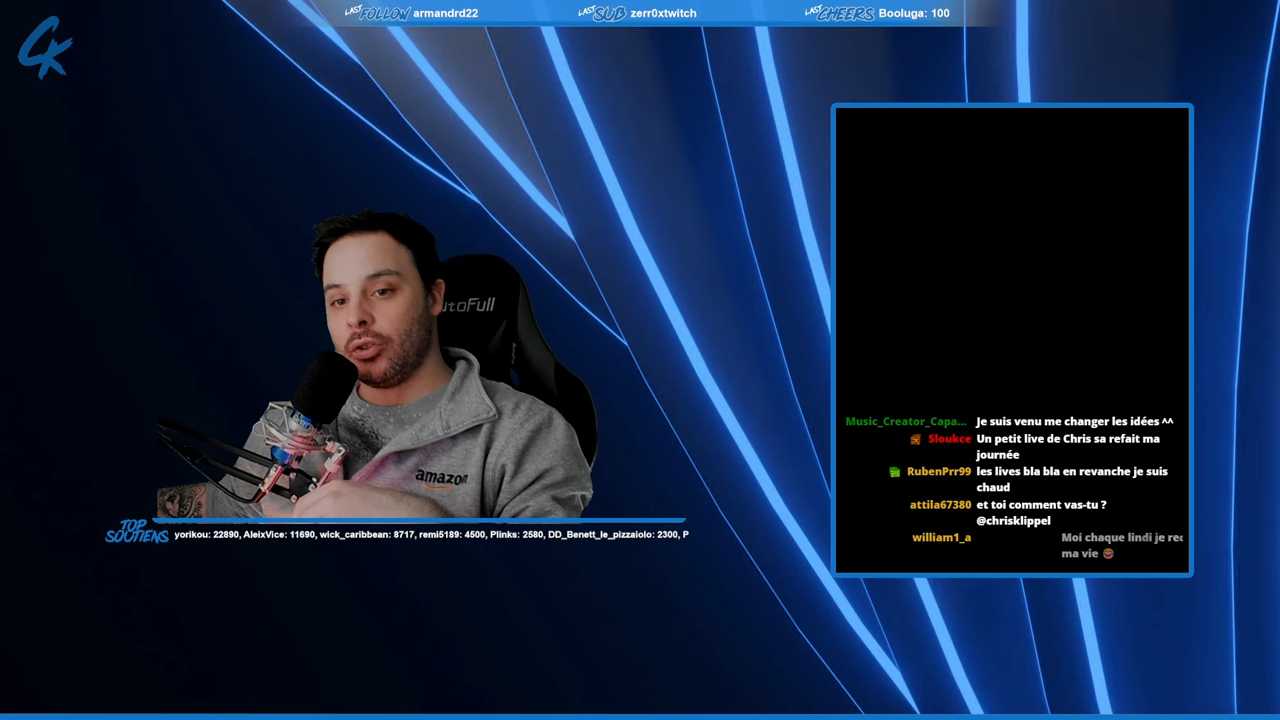 CK
LAST FOLLOW armandrd22
LAST SUB zerr0xtwitch
LAST CHEERS Booluga: 100
utoFull
amazon
Music_Creator_Capa... Je suis venu me changer les idées ^^
Sloukce Un petit live de Chris sa refait ma
journée
RubenPrr99 les lives bla bla en revanche je suis
chaud
attila67380 et toi comment vas-tu ?
@chrisklippel
william1_a Moi chaque lindi je
ma vie
TOP SOUTIENS yorikou: 22890, AleixVice: 11690, wick_caribbean: 8717, remi5189: 4500, Plinks: 2580, DD_Benett_le_pizzaiolo: 2300, P